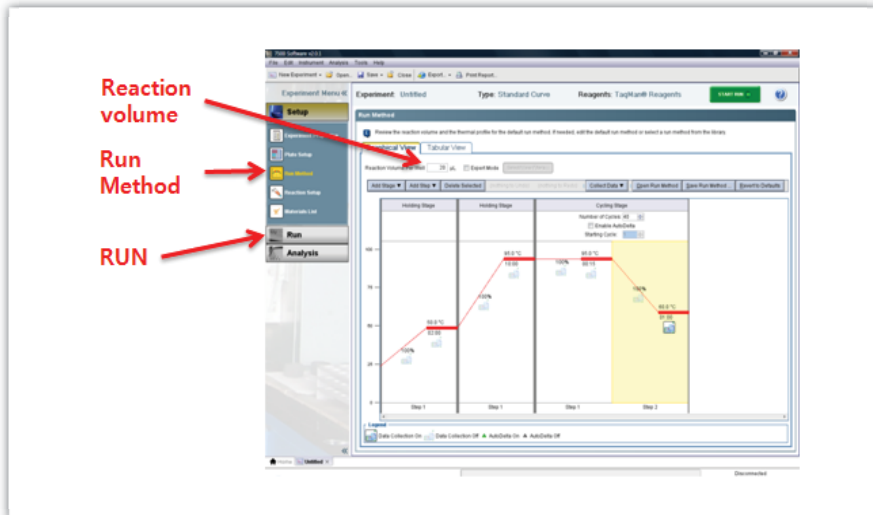 Reaction
volume
Run
Method
RUN
7500 Software v2.0.1
File Edit Instrument Analysis Tools Help
New Experiment Open.. Save Close Export.. Print Report..
Experiment Menu «
Experiment: Untitled Type: Standard Curve Reagents: TaqMan® Reagents START RUN
Setup
Plate Setup
Run Method
Reaction Setup
Materials List
Run
Analysis
Run Method
Review the reaction volume and the thermal profile for the default run method. If needed, edit the default run method or select a run method from the library.
Graphical View Tabular View
Reaction Volume 20 µL Expert Mode
Add Stage ▼ Add Step ▼ Delete Selected Collect Data ▼ Open Run Method Save Run Method Revert to Defaults
Holding Stage Holding Stage Cycling Stage
Number of Cycles: 40
Enable AutoDelta
Starting Cycle:
100
95.0 °C 95.0 °C
10:00 100% 00:15
75
100% 100%
60.0 °C
01:00
50
50.0 °C
02:00
100%
25
0
Step 1 Step 1 Step 1 Step 2
Legend
Data Collection On Data Collection Off AutoDelta On AutoDelta Off
Home Untitled ×
Disconnected